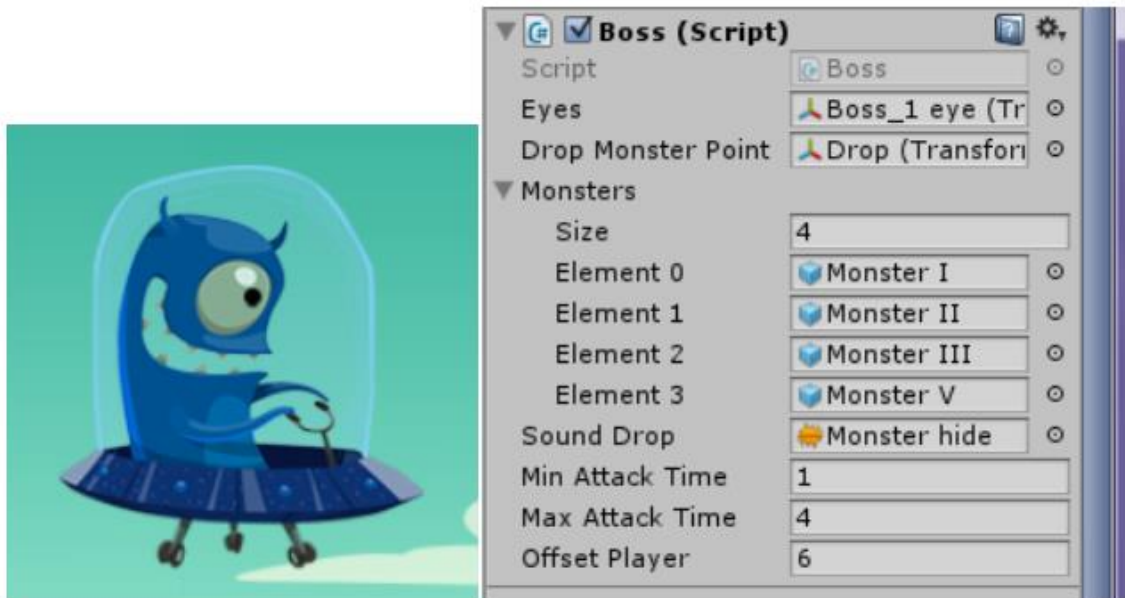 Boss (Script)
Script Boss
Eyes Boss_1 eye (Tr
Drop Monster Point Drop (Transfor
Monsters
Size 4
Element 0 Monster I
Element 1 Monster II
Element 2 Monster III
Element 3 Monster V
Sound Drop Monster hide
Min Attack Time 1
Max Attack Time 4
Offset Player 6